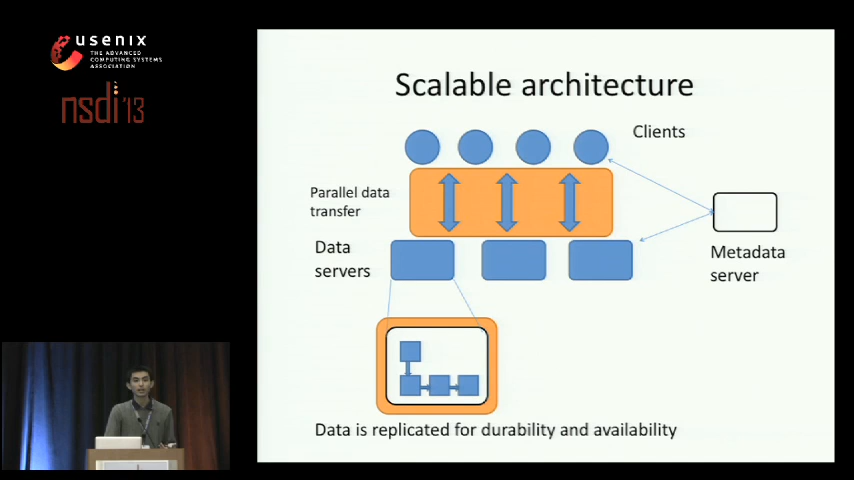 usenix
THE ADVANCED
COMPUTING SYSTEMS
ASSOCIATION
nsdi '13
Scalable architecture
Clients
Parallel data
transfer
Data
servers
Metadata
server
Data is replicated for durability and availability